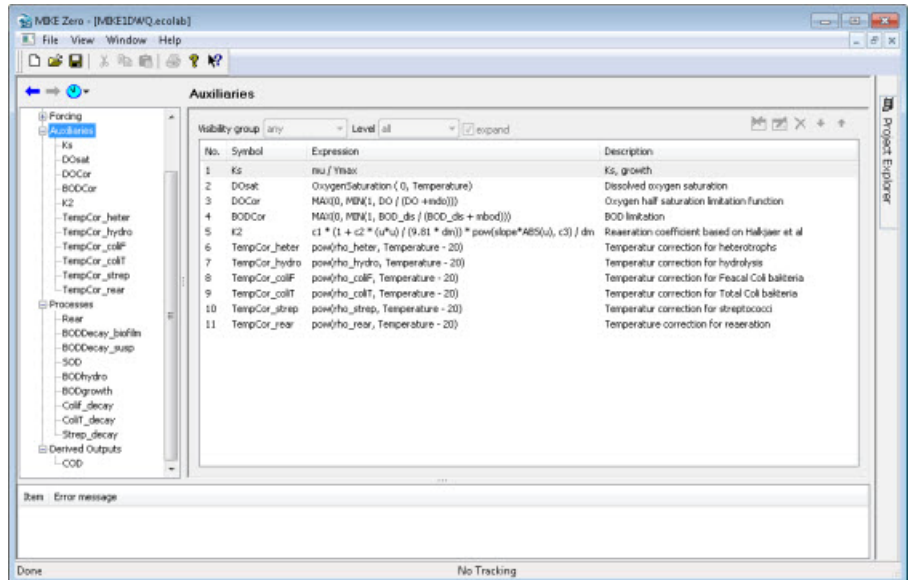 MIKE Zero - [MIKE1DWQ.ecolab]
File View Window Help
Auxiliaries
Forcing
Auxiliaries
Ks
DOsat
DOCor
BODCor
K2
TempCor_heter
TempCor_hydro
TempCor_coliF
TempCor_coliT
TempCor_strep
TempCor_rear
Processes
Rear
BODDecay_biofilm
BODDecay_susp
SOD
BODhydro
BODgrowth
Colif_decay
ColiT_decay
Strep_decay
Derived Outputs
COD
Visibility group any Level all expand
No. Symbol Expression Description
1 Ks mu / Ymax Ks, growth
2 DOsat OxygenSaturation ( 0, Temperature) Dissolved oxygen saturation
3 DOCor MAX(0, MIN(1, DO / (DO +mdo))) Oxygen half saturation limitation function
4 BODCor MAX(0, MIN(1, BOD_dis / (BOD_dis + mbod))) BOD limitation
5 K2 c1 * (1 + c2 * (u*u) / (9.81 * dm)) * pow(slope*ABS(u), c3) / dm Reaeration coefficient based on Halkjaer et al
6 TempCor_heter pow(rho_heter, Temperature - 20) Temperatur correction for heterotrophs
7 TempCor_hydro pow(rho_hydro, Temperature - 20) Temperatur correction for hydrolysis
8 TempCor_coliF pow(rho_coliF, Temperature - 20) Temperatur correction for Feacal Coli bakteria
9 TempCor_coliT pow(rho_coliT, Temperature - 20) Temperatur correction for Total Coli bakteria
10 TempCor_strep pow(rho_strep, Temperature - 20) Temperatur correction for streptococci
11 TempCor_rear pow(rho_rear, Temperature - 20) Temperature correction for reaeration
Project Explorer
Item Error message
Done No Tracking